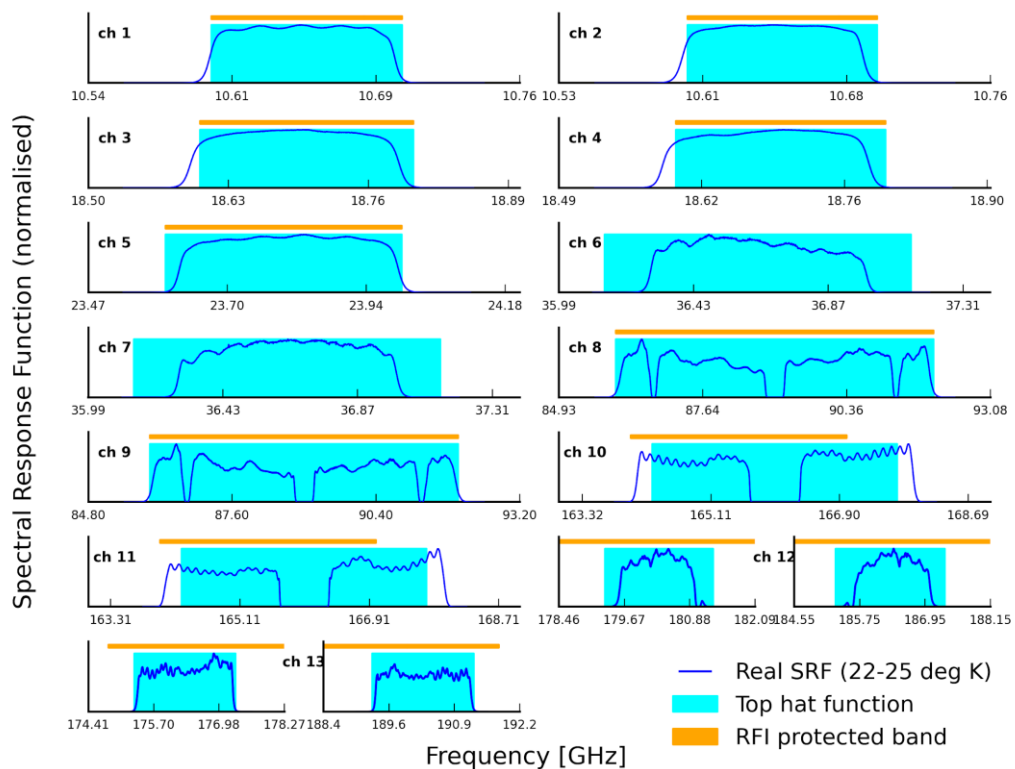 ch 1
10.54 10.61 10.69 10.76
ch 2
10.53 10.61 10.68 10.76
ch 3
18.50 18.63 18.76 18.89
ch 4
18.49 18.62 18.76 18.90
ch 5
23.47 23.70 23.94 24.18
ch 6
35.99 36.43 36.87 37.31
ch 7
35.99 36.43 36.87 37.31
ch 8
84.93 87.64 90.36 93.08
ch 9
84.80 87.60 90.40 93.20
ch 10
163.32 165.11 166.90 168.69
ch 11
163.31 165.11 166.91 168.71
ch 12
178.46 179.67 180.88 182.09 184.55 185.75 186.95 188.15
ch 13
174.41 175.70 176.98 178.27 188.4 189.6 190.9 192.2
Spectral Response Function (normalised)
Frequency [GHz]
Real SRF (22-25 deg K)
Top hat function
RFI protected band